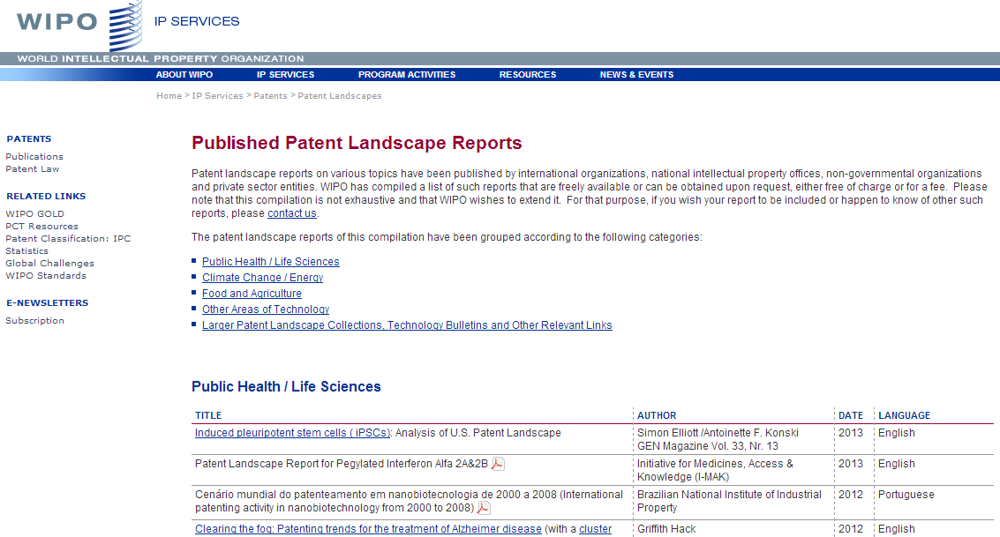 WIPO
IP SERVICES
WORLD INTELLECTUAL PROPERTY ORGANIZATION
ABOUT WIPO IP SERVICES PROGRAM ACTIVITIES RESOURCES NEWS & EVENTS
Home > IP Services > Patents > Patent Landscapes
PATENTS
Publications
Patent Law
RELATED LINKS
WIPO GOLD
PCT Resources
Patent Classification: IPC
Statistics
Global Challenges
WIPO Standards
E-NEWSLETTERS
Subscription
Published Patent Landscape Reports
Patent landscape reports on various topics have been published by international organizations, national intellectual property offices, non-governmental organizations
and private sector entities. WIPO has compiled a list of such reports that are freely available or can be obtained upon request, either free of charge or for a fee. Please
note that this compilation is not exhaustive and that WIPO wishes to extend it. For that purpose, if you wish your report to be included or happen to know of other such
reports, please contact us.
The patent landscape reports of this compilation have been grouped according to the following categories:
Public Health / Life Sciences
Climate Change / Energy
Food and Agriculture
Other Areas of Technology
Larger Patent Landscape Collections, Technology Bulletins and Other Relevant Links
Public Health / Life Sciences
TITLE AUTHOR DATE LANGUAGE
Induced pleuripotent stem cells ( iPSCs): Analysis of U.S. Patent Landscape Simon Elliott /Antoinette F. Konski 2013 English
GEN Magazine Vol. 33, Nr. 13
Patent Landscape Report for Pegylated Interferon Alfa 2A&2B Initiative for Medicines, Access & 2013 English
Knowledge (I-MAK)
Cenário mundial do patenteamento em nanobiotecnologia de 2000 a 2008 (International Brazilian National Institute of Industrial 2012 Portuguese
patenting activity in nanobiotechnology from 2000 to 2008) Property
Clearing the fog: Patenting trends for the treatment of Alzheimer disease (with a cluster Griffith Hack 2012 English